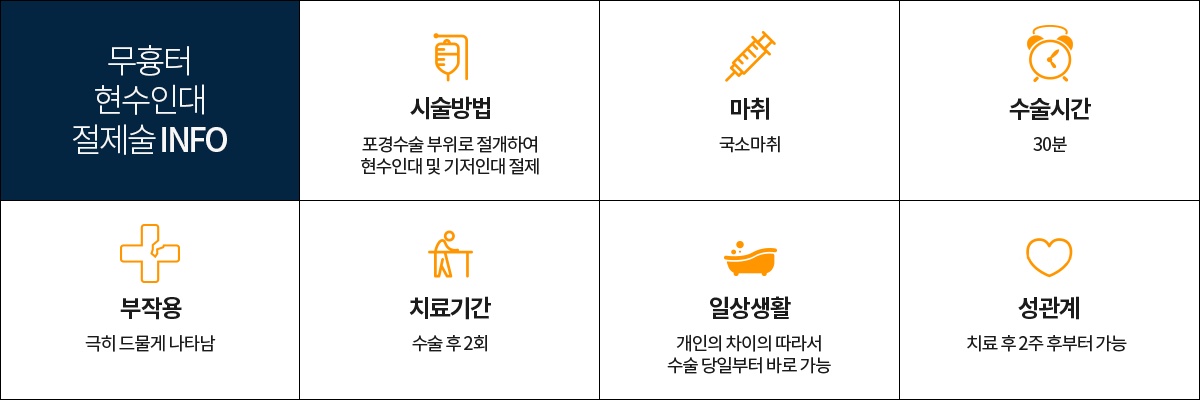 무흉터
현수인대
절제술 INFO
시술방법
포경수술 부위로 절개하여
현수인대 및 기저인대 절제
마취
국소마취
수술시간
30분
부작용
극히 드물게 나타남
치료기간
수술 후 2회
일상생활
개인의 차이의 따라서
수술 당일부터 바로 가능
성관계
치료 후 2주 후부터 가능